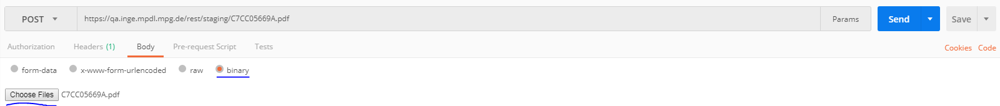 POST https://qa.inge.mpdl.mpg.de/rest/staging/C7CC05669A.pdf Params Send Save
Authorization Headers (1) Body Pre-request Script Tests Cookies Code
form-data x-www-form-urlencoded raw binary
Choose Files C7CC05669A.pdf